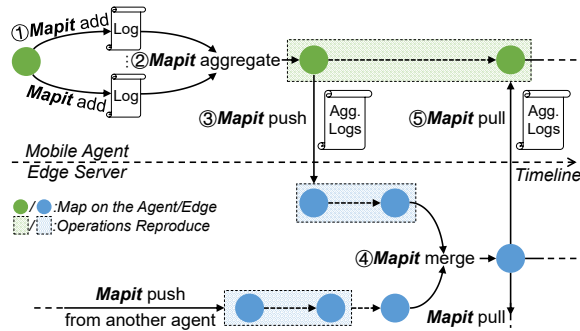 ①Mapit add
Log
②Mapit aggregate
Mapit add
Log
③Mapit push
Agg.
Logs
⑤Mapit pull
Agg.
Logs
Mobile Agent
Edge Server
Timeline
/ :Map on the Agent/Edge
/ :Operations Reproduce
④Mapit merge
Mapit push
from another agent
Mapit pull